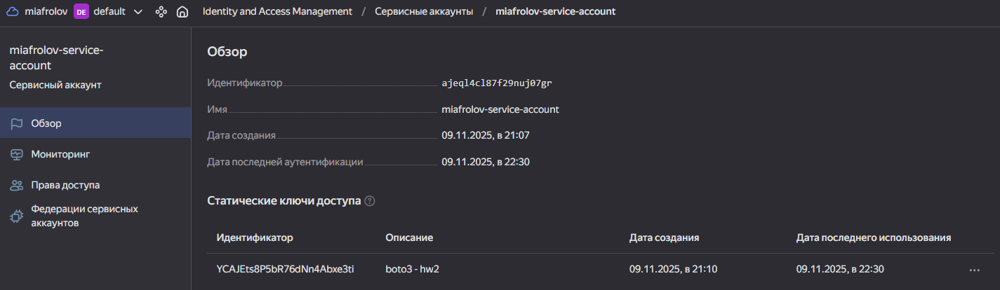 miafrolov DE default Identity and Access Management / Сервисные аккаунты / miafrolov-service-account
miafrolov-service-
account
Сервисный аккаунт
Обзор
Мониторинг
Права доступа
Федерации сервисных
аккаунтов
Обзор
Идентификатор ajeql4cl87f29nuj07gr
Имя miafrolov-service-account
Дата создания 09.11.2025, в 21:07
Дата последней аутентификации 09.11.2025, в 22:30
Статические ключи доступа ?
Идентификатор Описание Дата создания Дата последнего использования
YCAJEts8P5bR76dNn4Abxe3ti boto3 - hw2 09.11.2025, в 21:10 09.11.2025, в 22:30